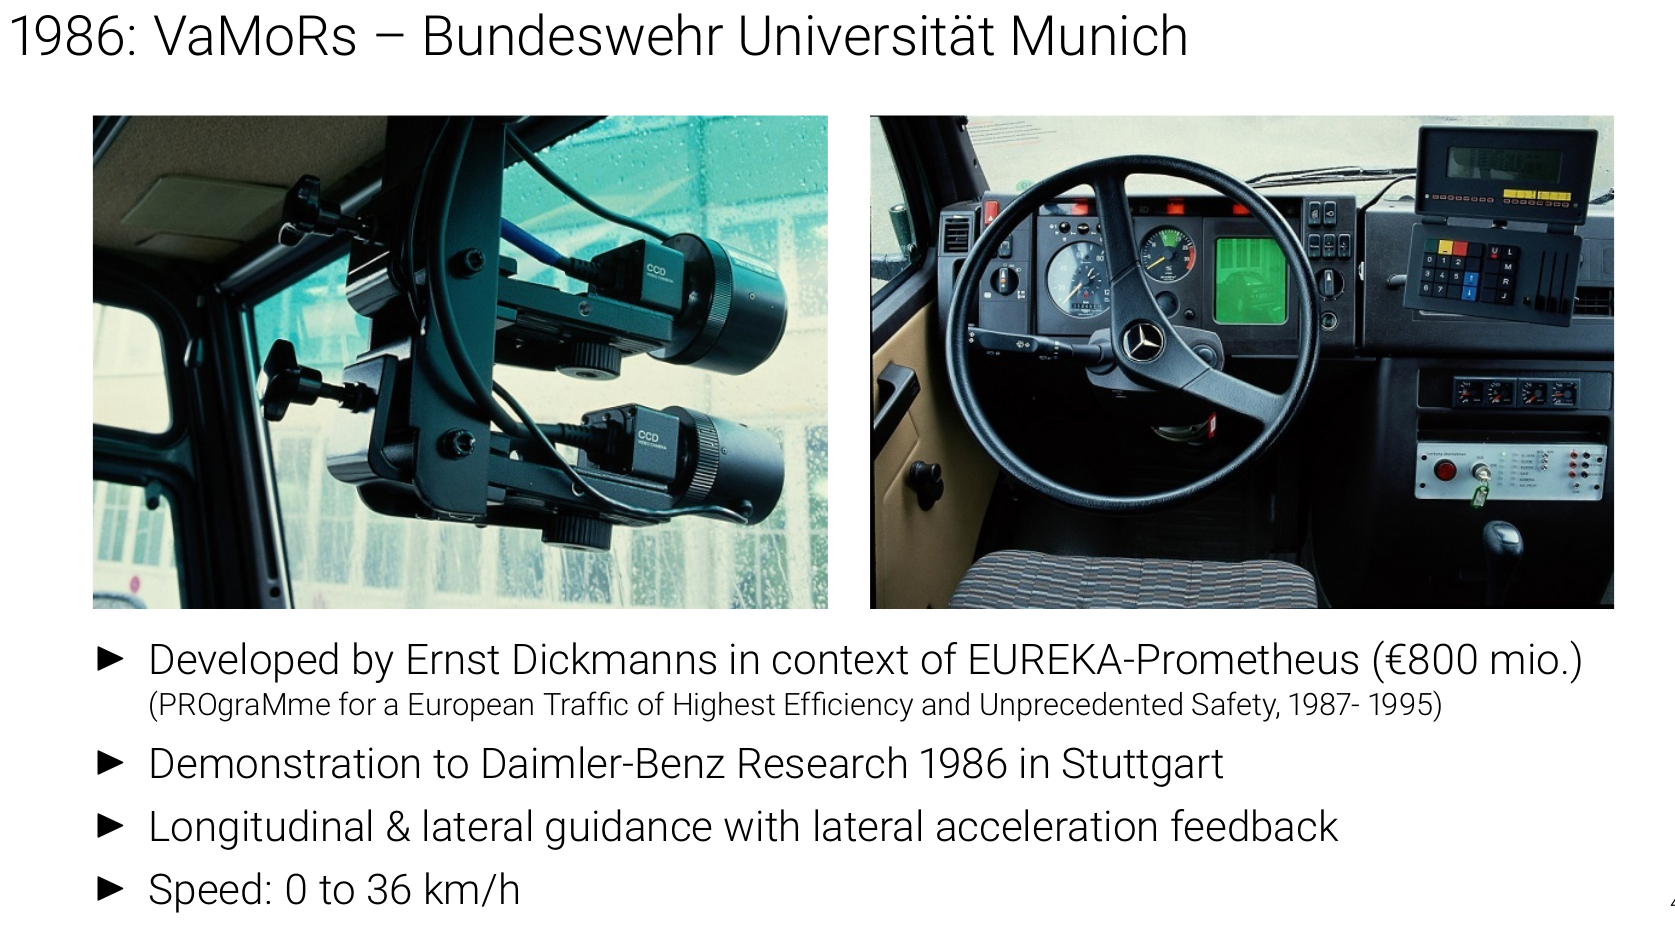 1986: VaMoRs – Bundeswehr Universität Munich
CCD
CCD
► Developed by Ernst Dickmanns in context of EUREKA-Prometheus (€800 mio.)
(PROgraMme for a European Traffic of Highest Efficiency and Unprecedented Safety, 1987- 1995)
► Demonstration to Daimler-Benz Research 1986 in Stuttgart
► Longitudinal & lateral guidance with lateral acceleration feedback
► Speed: 0 to 36 km/h